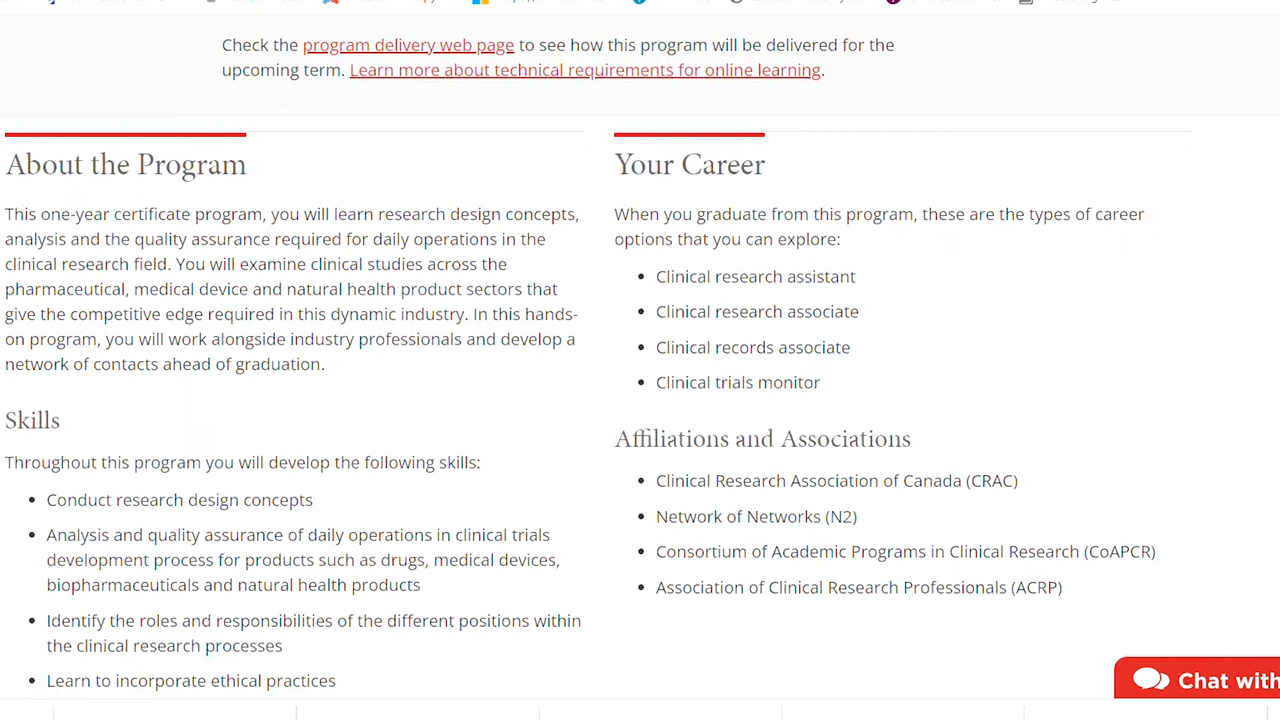 Check the program delivery web page to see how this program will be delivered for the
upcoming term. Learn more about technical requirements for online learning.
About the Program
This one-year certificate program, you will learn research design concepts,
analysis and the quality assurance required for daily operations in the
clinical research field. You will examine clinical studies across the
pharmaceutical, medical device and natural health product sectors that
give the competitive edge required in this dynamic industry. In this hands-
on program, you will work alongside industry professionals and develop a
network of contacts ahead of graduation.
Skills
Throughout this program you will develop the following skills:
• Conduct research design concepts
• Analysis and quality assurance of daily operations in clinical trials
development process for products such as drugs, medical devices,
biopharmaceuticals and natural health products
• Identify the roles and responsibilities of the different positions within
the clinical research processes
• Learn to incorporate ethical practices
Your Career
When you graduate from this program, these are the types of career
options that you can explore:
• Clinical research assistant
• Clinical research associate
• Clinical records associate
• Clinical trials monitor
Affiliations and Associations
• Clinical Research Association of Canada (CRAC)
• Network of Networks (N2)
• Consortium of Academic Programs in Clinical Research (CoAPCR)
• Association of Clinical Research Professionals (ACRP)
Chat with